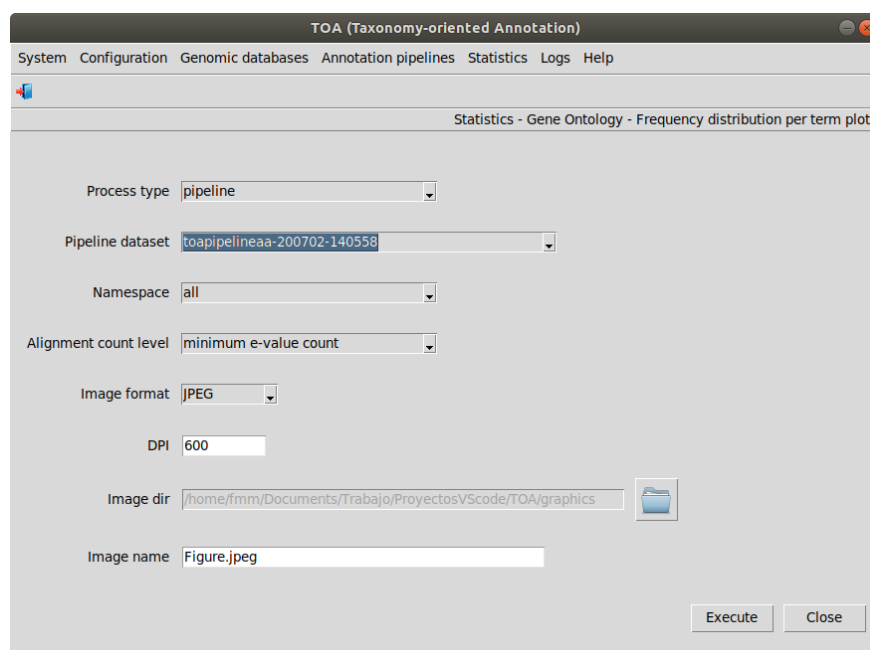 TOA (Taxonomy-oriented Annotation)
System Configuration Genomic databases Annotation pipelines Statistics Logs Help
Statistics - Gene Ontology - Frequency distribution per term plot
Process type pipeline
Pipeline dataset toapipelineaa-200702-140558
Namespace all
Alignment count level minimum e-value count
Image format JPEG
DPI 600
Image dir /home/fmm/Documents/Trabajo/ProyectosVScode/TOA/graphics
Image name Figure.jpeg
Execute Close